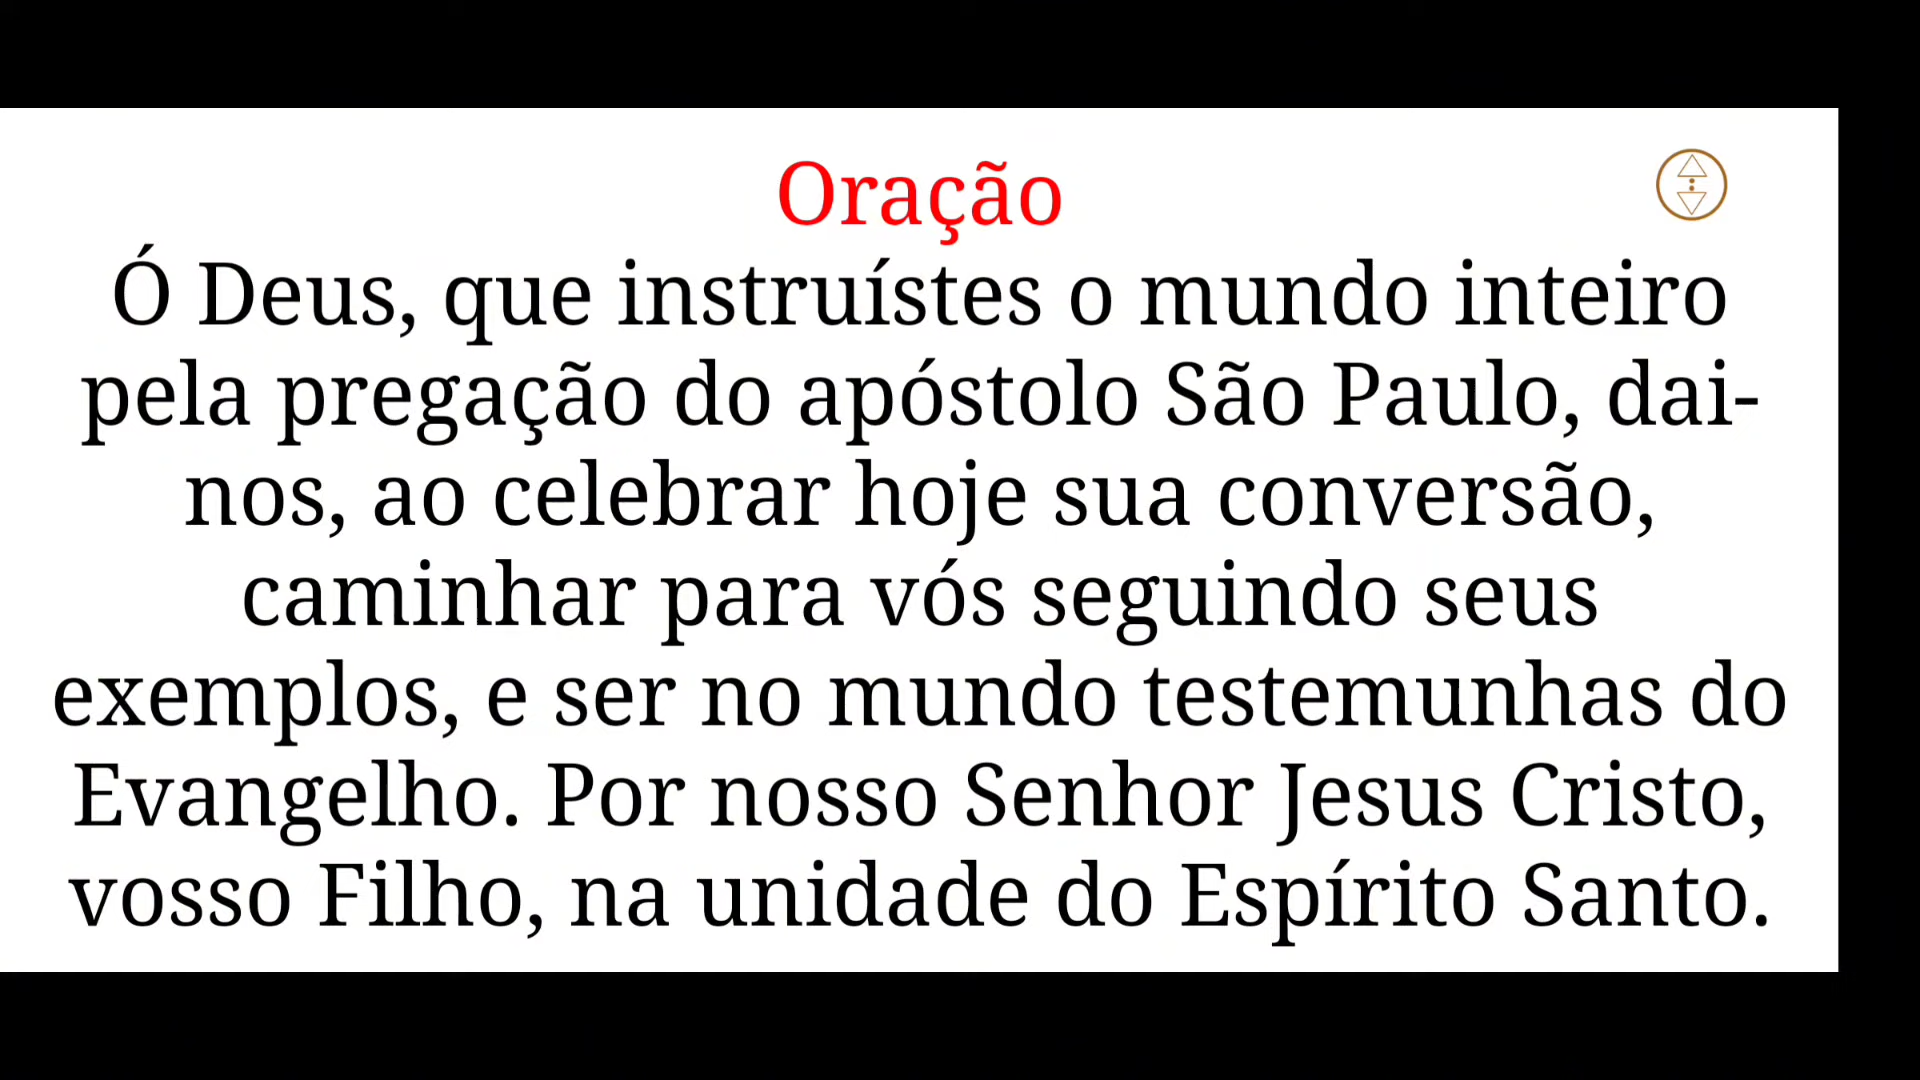 Oração
Ó Deus, que instruístes o mundo inteiro
pela pregação do apóstolo São Paulo, dai-
nos, ao celebrar hoje sua conversão,
caminhar para vós seguindo seus
exemplos, e ser no mundo testemunhas do
Evangelho. Por nosso Senhor Jesus Cristo,
vosso Filho, na unidade do Espírito Santo.